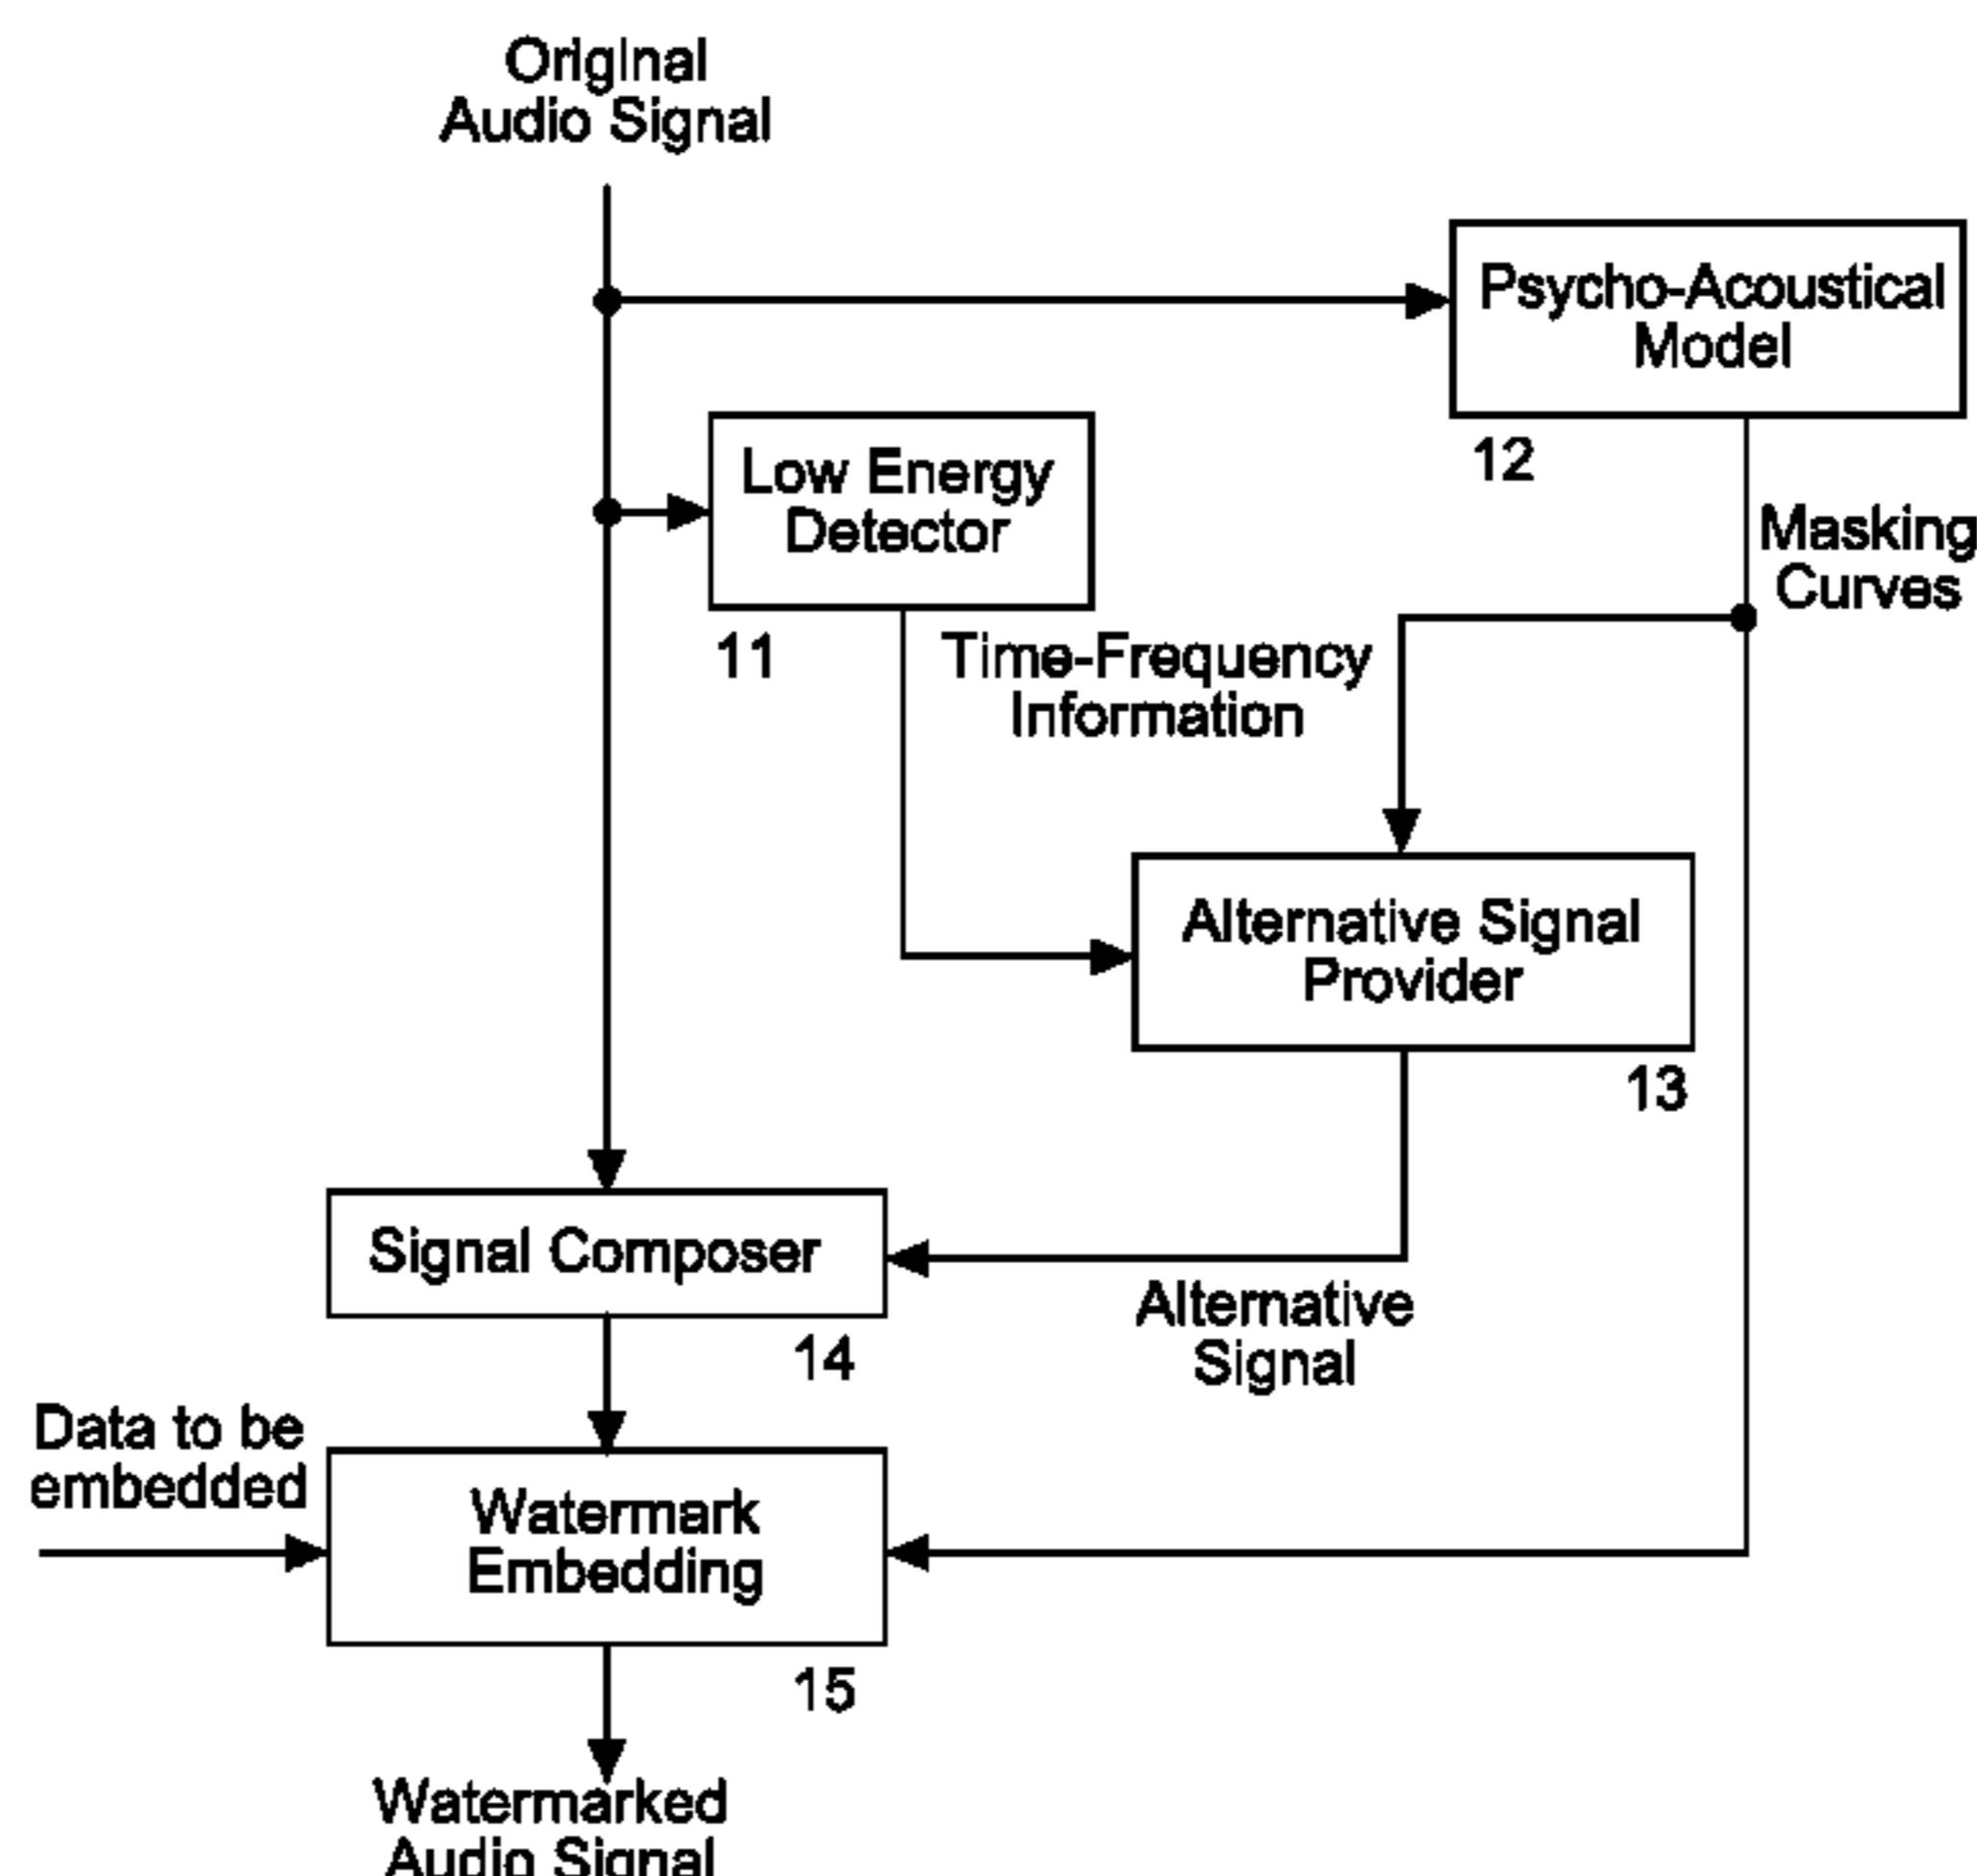 Original
Audio Signal
Psycho-Acoustical
Model
12
Low Energy
Detector
11
Masking
Curves
Time-Frequency
Information
Alternative Signal
Provider
13
Signal Composer
14
Alternative
Signal
Data to be
embedded
Watermark
Embedding
15
Watermarked
Audio Signal